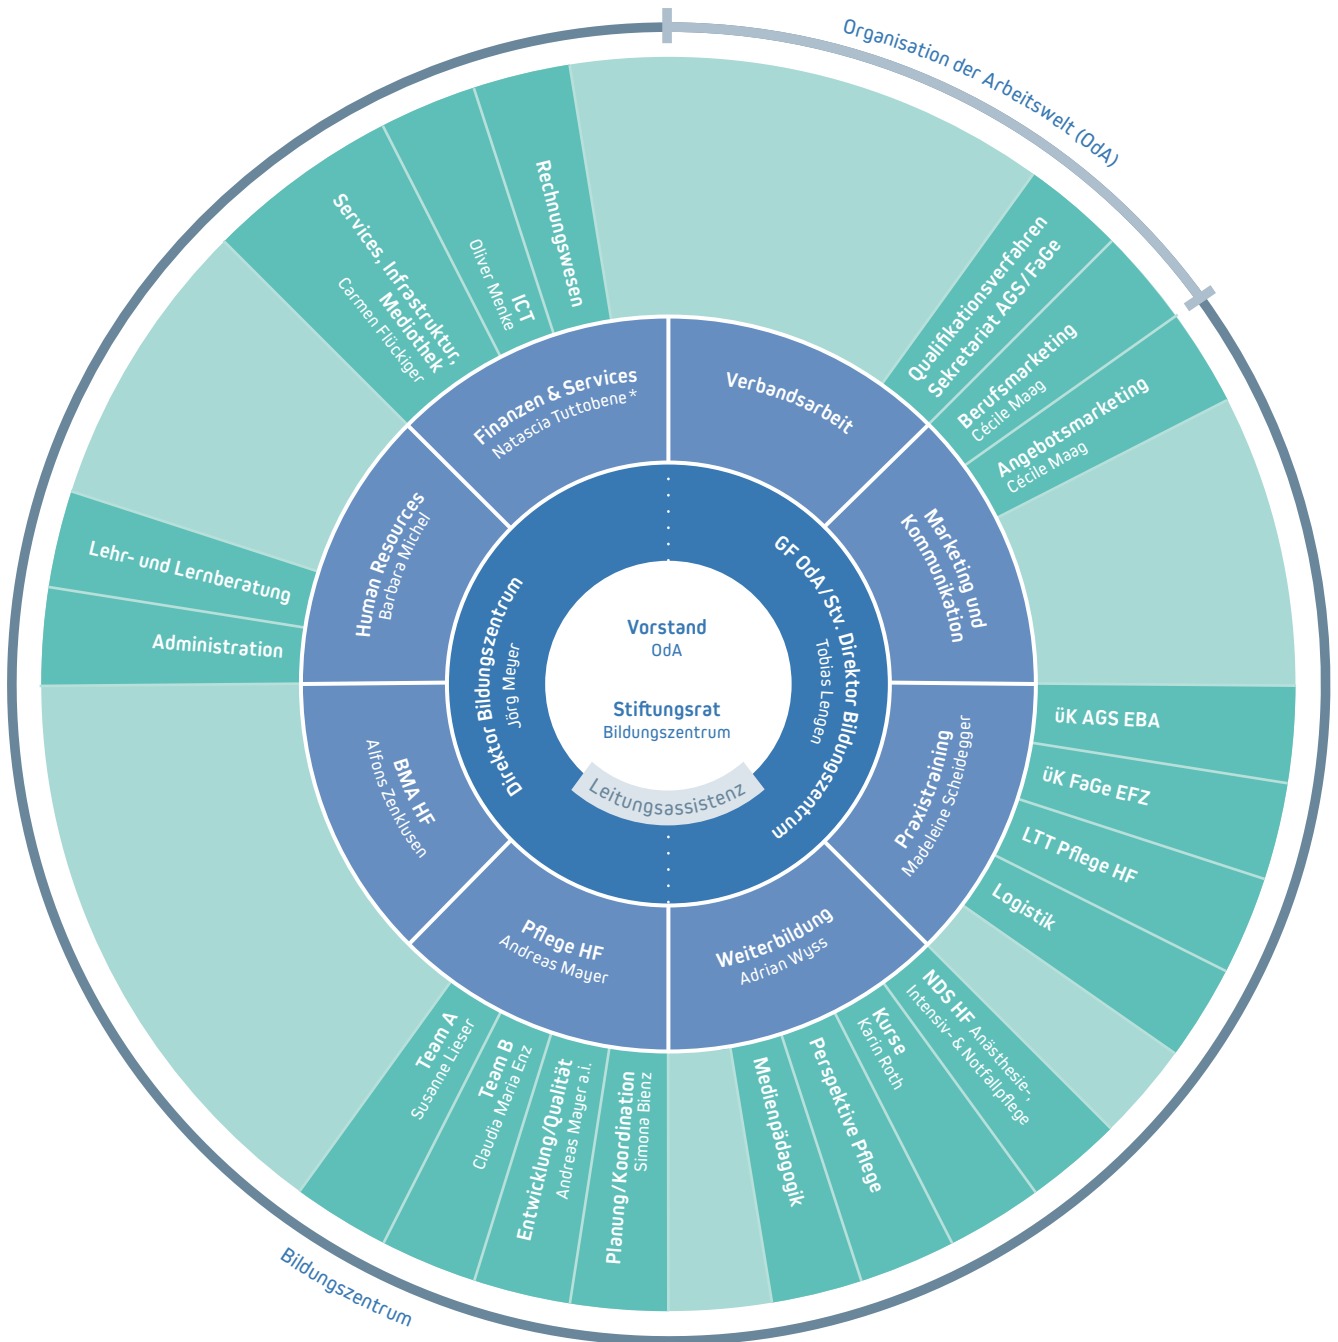 Organisation der Arbeitswelt (OdA)
Bildungszentrum
Vorstand
OdA
Stiftungsrat
Bildungszentrum
Leitungsassistenz
Direktor Bildungszentrum
Jörg Meyer
GF OdA/Stv. Direktor Bildungszentrum
Tobias Lengen
Verbandsarbeit
Marketing und
Kommunikation
Praxistraining
Madeleine Scheidegger
Weiterbildung
Adrian Wyss
Pflege HF
Andreas Mayer
BMA HF
Alfons Zenklusen
Human Resources
Barbara Michel
Finanzen & Services
Natascia Tuttobene*
Qualifikationsverfahren
Sekretariat AGS/FaGe
Berufsmarketing
Cécile Maag
Angebotsmarketing
Cécile Maag
üK AGS EBA
üK FaGe EFZ
LTT Pflege HF
Logistik
NDS HF Anästhesie-,
Intensiv- & Notfallpflege
Kurse
Karin Roth
Perspektive Pflege
Medienpädagogik
Planung/Koordination
Simona Bienz
Entwicklung/Qualität
Andreas Mayer a.i.
Team B
Claudia Maria Enz
Team A
Susanne Lieser
Administration
Lehr- und Lernberatung
Services, Infrastruktur,
Mediothek
Carmen Flückiger
ICT
Oliver Menke
Rechnungswesen